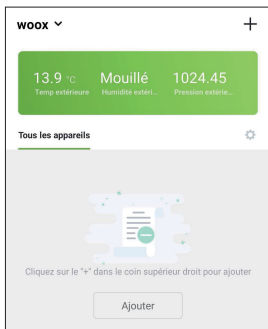 woox
13.9 °C Mouillé 1024.45
Temp extérieure Humidité extéri... Pression extérie...
Tous les appareils
Cliquez sur le "+" dans le coin supérieur droit pour ajouter
Ajouter